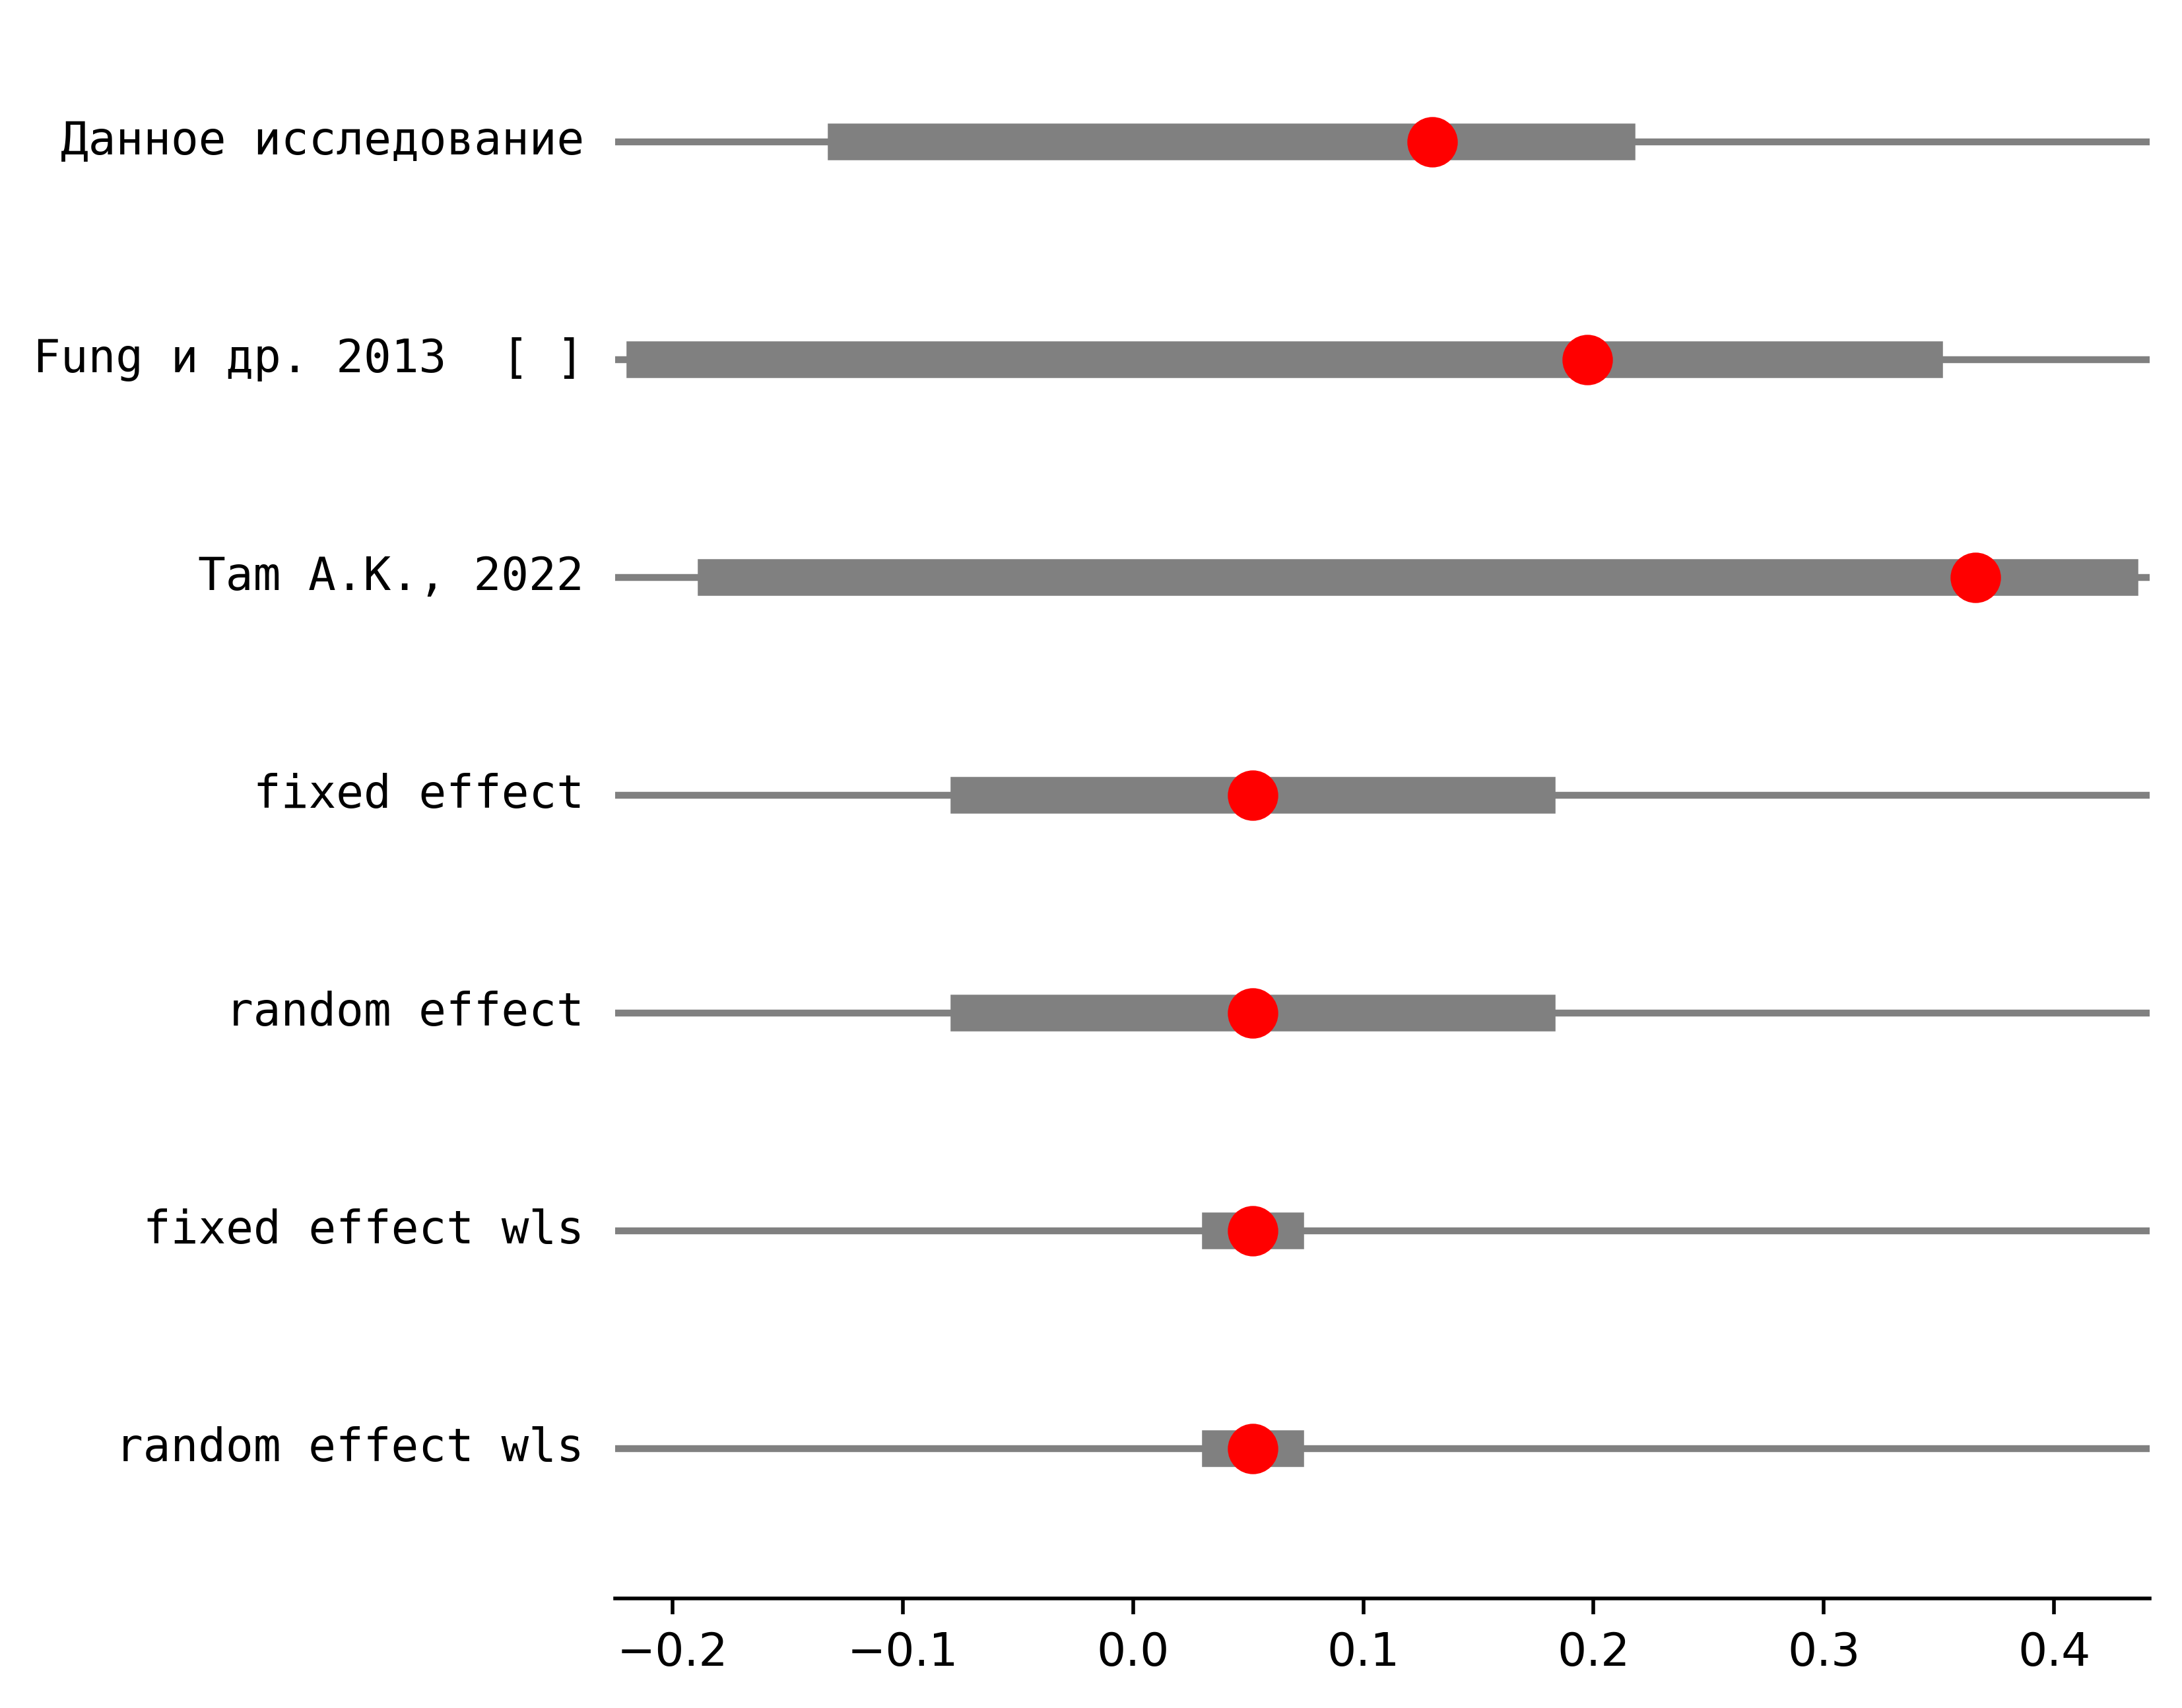 Данное исследование
Fung и др. 2013  [ ]
Tam A.K., 2022
fixed effect
random effect
fixed effect wls
random effect wls
−0.2 −0.1 0.0 0.1 0.2 0.3 0.4